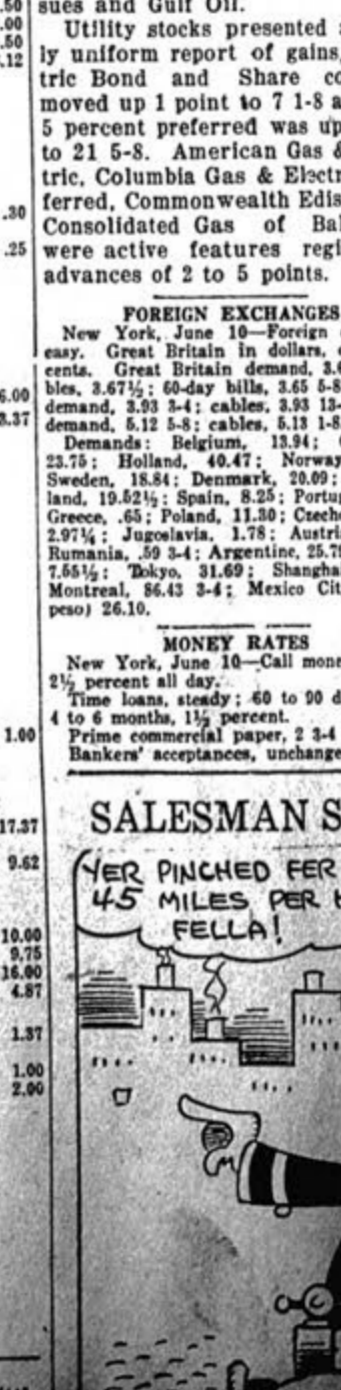 .50
.00
.50
.12
.30
.25
6.00
3.37
1.00
17.37
9.62
10.00
9.75
16.00
4.87
1.37
1.00
2.00
sues and Gulf Oil.
Utility stocks presented
ly uniform report of gains,
tric Bond and Share co
moved up 1 point to 7 1-8 a
5 percent preferred was up
to 21 5-8. American Gas &
tric, Columbia Gas & Electr
ferred, Commonwealth Edis
Consolidated Gas of Bal
were active features regi
advances of 2 to 5 points.
FOREIGN EXCHANGES
New York, June 10—Foreign
easy. Great Britain in dollars,
cents. Great Britain demand, 3.6
bles, 3.67½; 60-day bills, 3.65 5-8
demand, 3.93 3-4; cables, 3.93 13-
demand, 5.12 5-8; cables, 5.13 1-8
Demands: Belgium, 13.94;
23.75; Holland, 40.47; Norway
Sweden, 18.84; Denmark, 20.09;
land, 19.52½; Spain, 8.25; Portu
Greece, .65; Poland, 11.30; Czech
2.97¼; Jugoslavia, 1.78; Austri
Rumania, .59 3-4; Argentine, 25.79
7.55½; Tokyo, 31.69; Shangha
Montreal, 86.43 3-4; Mexico Cit
peso) 26.10.
MONEY RATES
New York, June 10—Call mone
2½ percent all day.
Time loans, steady; 60 to 90 d
4 to 6 months, 1½ percent.
Prime commercial paper, 2 3-4
Bankers' acceptances, unchange
SALESMAN S
YER PINCHED FER
45 MILES PER H
FELLA!